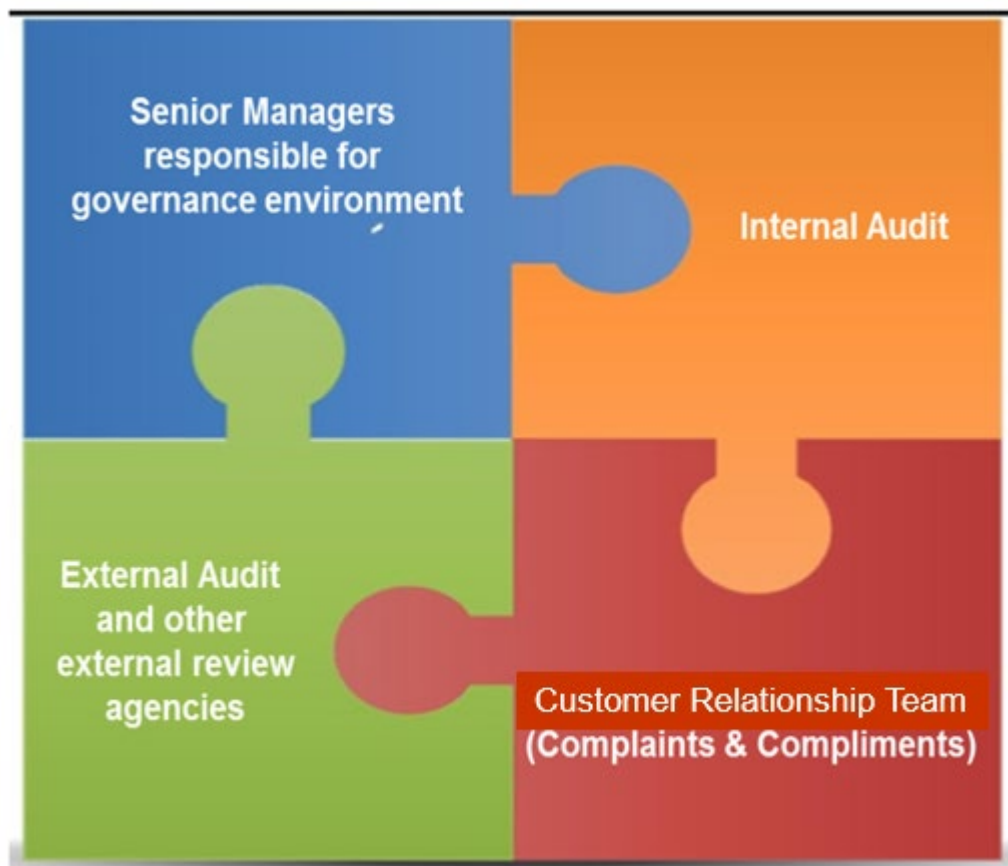 Senior Managers
responsible for
governance environment
Internal Audit
External Audit
and other
external review
agencies
Customer Relationship Team
(Complaints & Compliments)